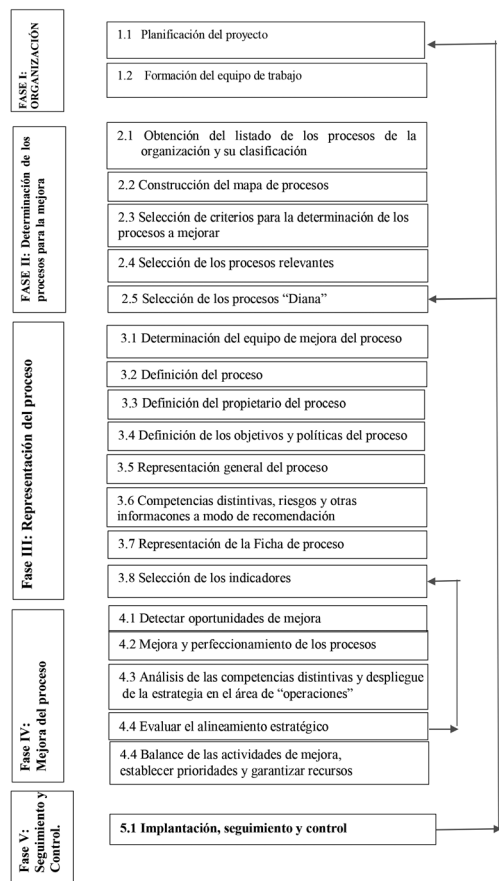 FASE I:
ORGANIZACIÓN
1.1 Planificación del proyecto
1.2 Formación del equipo de trabajo
FASE II: Determinación de los
procesos para la mejora
2.1 Obtención del listado de los procesos de la
organización y su clasificación
2.2 Construcción del mapa de procesos
2.3 Selección de criterios para la determinación de los
procesos a mejorar
2.4 Selección de los procesos relevantes
2.5 Selección de los procesos “Diana”
Fase III: Representación del proceso
3.1 Determinación del equipo de mejora del proceso
3.2 Definición del proceso
3.3 Definición del propietario del proceso
3.4 Definición de los objetivos y políticas del proceso
3.5 Representación general del proceso
3.6 Competencias distintivas, riesgos y otras
informacones a modo de recomendación
3.7 Representación de la Ficha de proceso
3.8 Selección de los indicadores
Fase IV:
Mejora del proceso
4.1 Detectar oportunidades de mejora
4.2 Mejora y perfeccionamiento de los procesos
4.3 Análisis de las competencias distintivas y despliegue
de la estrategia en el área de “operaciones”
4.4 Evaluar el alineamiento estratégico
4.4 Balance de las actividades de mejora,
establecer prioridades y garantizar recursos
Fase V:
Seguimiento y
Control.
5.1 Implantación, seguimiento y control